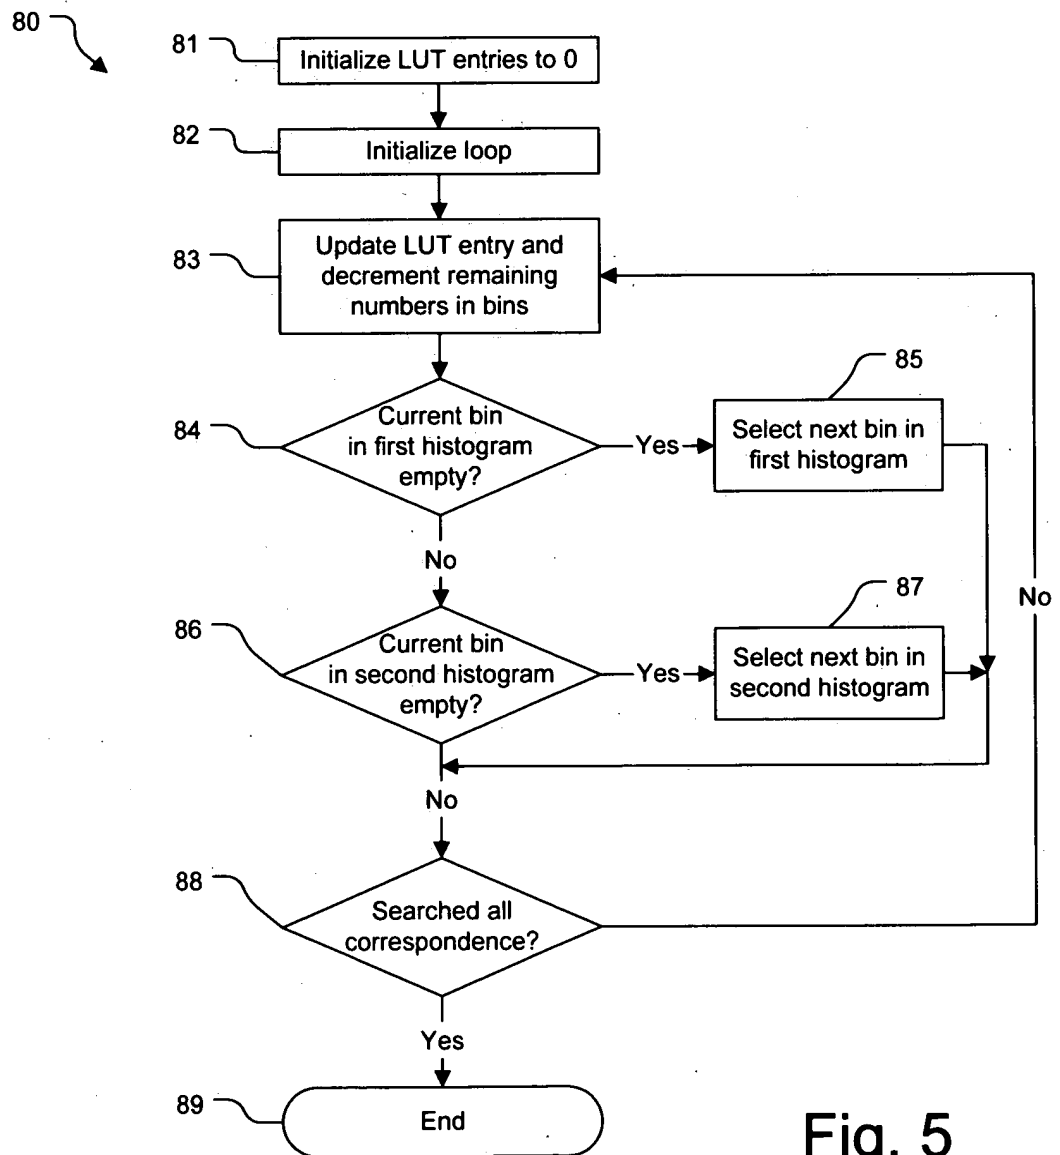 80
81
Initialize LUT entries to 0
82
Initialize loop
83
Update LUT entry and
decrement remaining
numbers in bins
84
Current bin
in first histogram
empty?
Yes
85
Select next bin in
first histogram
No
86
Current bin
in second histogram
empty?
Yes
87
Select next bin in
second histogram
No
No
88
Searched all
correspondence?
Yes
89
End
Fig. 5